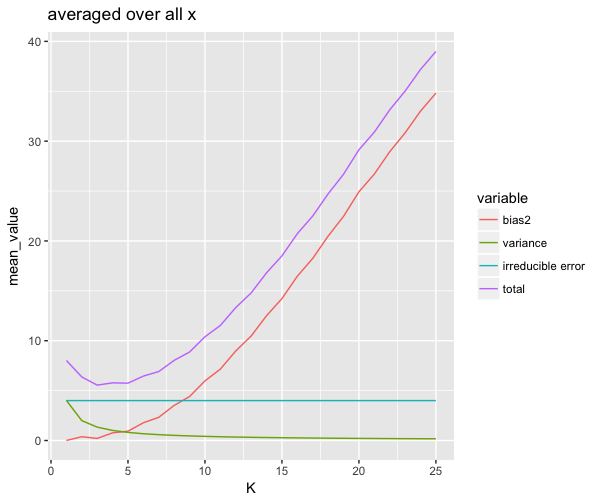 averaged over all x
mean_value
40
30
20
10
0
0 5 10 15 20 25
K
variable
bias2
variance
irreducible error
total